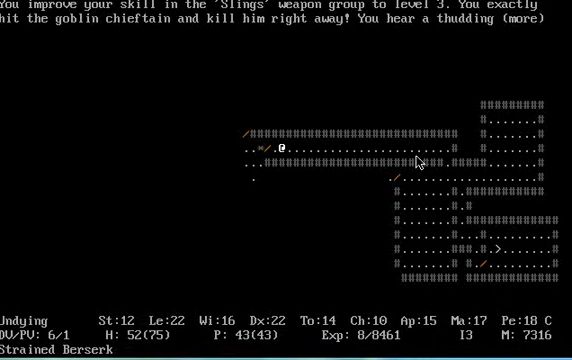 You improve your skill in the 'Slings' weapon group to level 3. You exactly
hit the goblin chieftain and kill him right away! You hear a thudding (more)
Undying St:12 Le:22 Wi:16 Dx:22 To:14 Ch:10 Ap:15 Ma:17 Pe:18 C
DV/PV: 6/1 H: 52(75) P: 43(43) Exp: 8/8461 I3 M: 7316
Strained Berserk